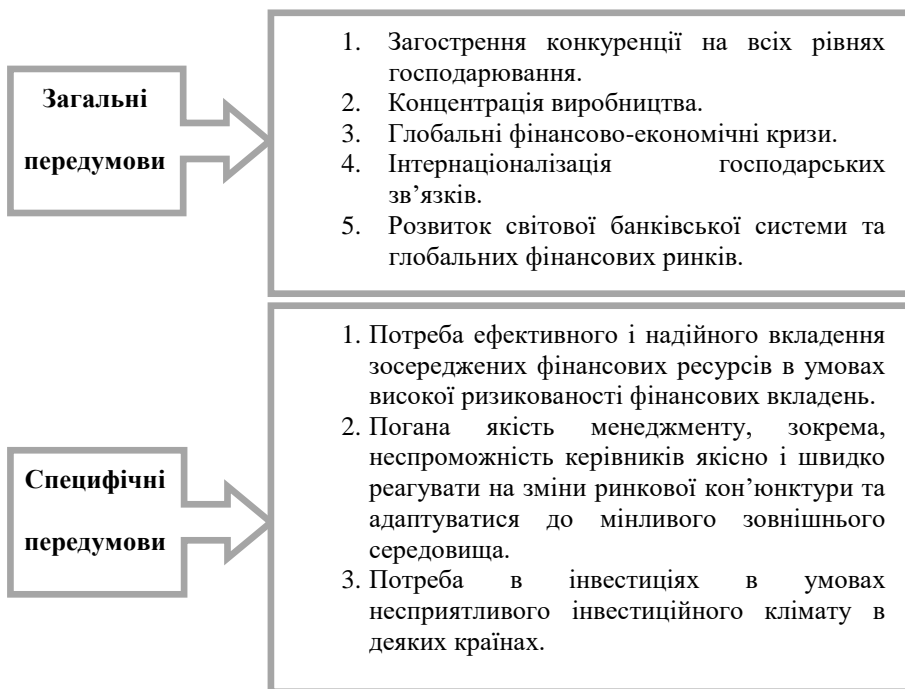 Загальні
передумови
1. Загострення конкуренції на всіх рівнях
господарювання.
2. Концентрація виробництва.
3. Глобальні фінансово-економічні кризи.
4. Інтернаціоналізація господарських
зв’язків.
5. Розвиток світової банківської системи та
глобальних фінансових ринків.
Специфічні
передумови
1. Потреба ефективного і надійного вкладення
зосереджених фінансових ресурсів в умовах
високої ризикованості фінансових вкладень.
2. Погана якість менеджменту, зокрема,
неспроможність керівників якісно і швидко
реагувати на зміни ринкової кон’юнктури та
адаптуватися до мінливого зовнішнього
середовища.
3. Потреба в інвестиціях в умовах
несприятливого інвестиційного клімату в
деяких країнах.